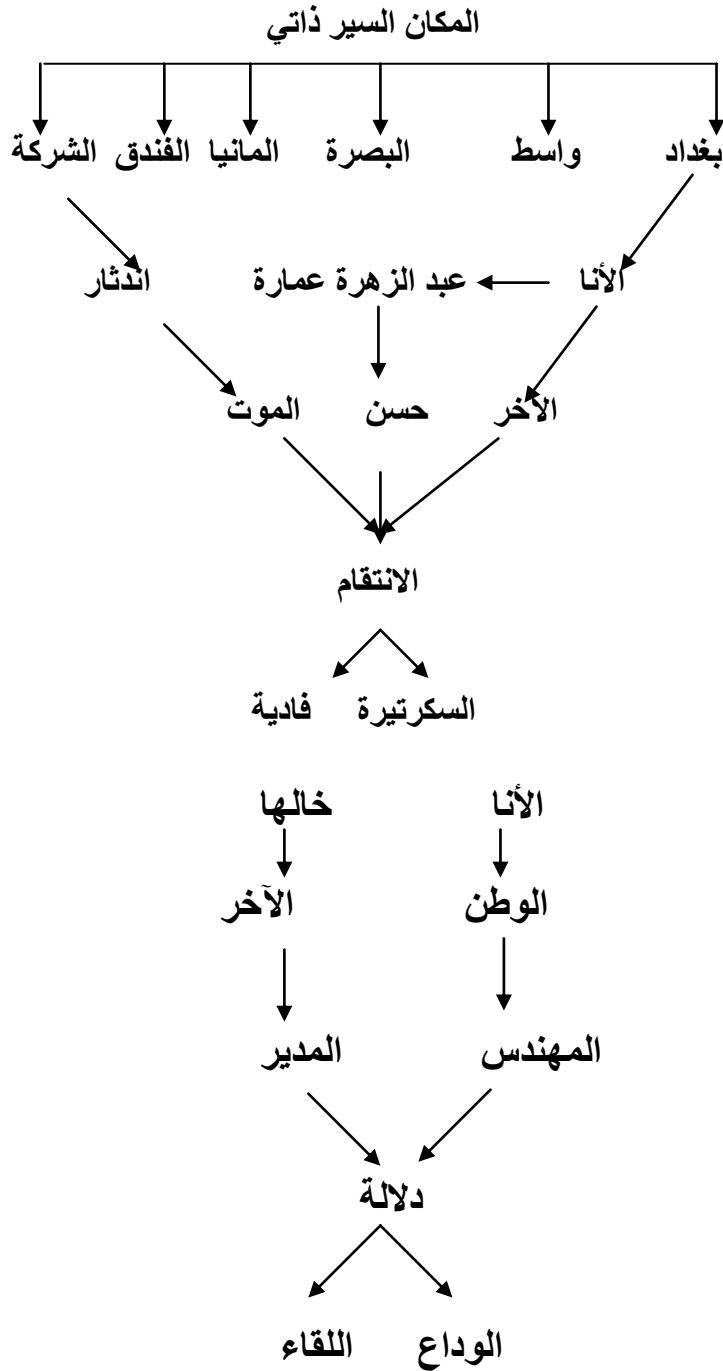 المكان السير ذاتي
بغداد واسط البصرة المانيا الفندق الشركة
الأنا عبد الزهرة عمارة اندثار
الآخر حسن الموت
الانتقام
السكرتيرة فادية
الأنا خالها
الوطن الآخر
المهندس المدير
دلالة
الوداع اللقاء